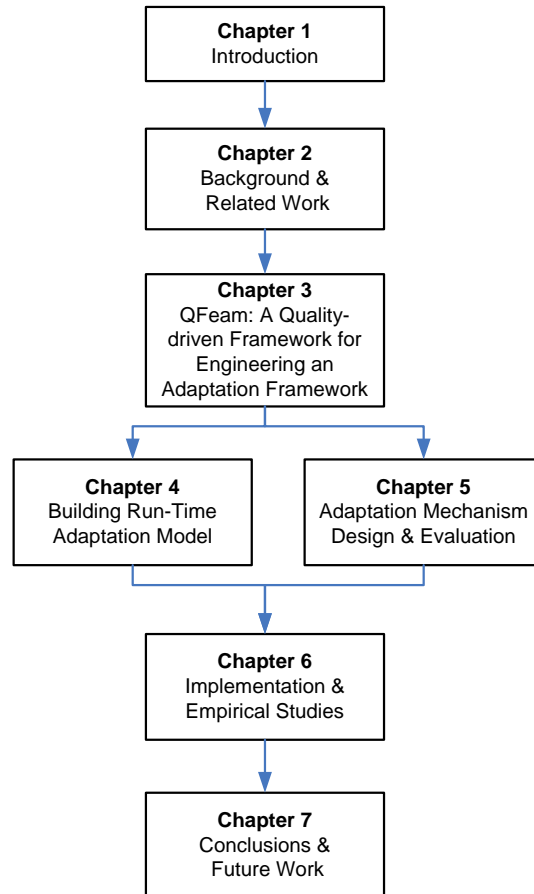 Chapter 1
Introduction
Chapter 2
Background &
Related Work
Chapter 3
QFeam: A Quality-
driven Framework for
Engineering an
Adaptation Framework
Chapter 4
Building Run-Time
Adaptation Model
Chapter 5
Adaptation Mechanism
Design & Evaluation
Chapter 6
Implementation &
Empirical Studies
Chapter 7
Conclusions &
Future Work